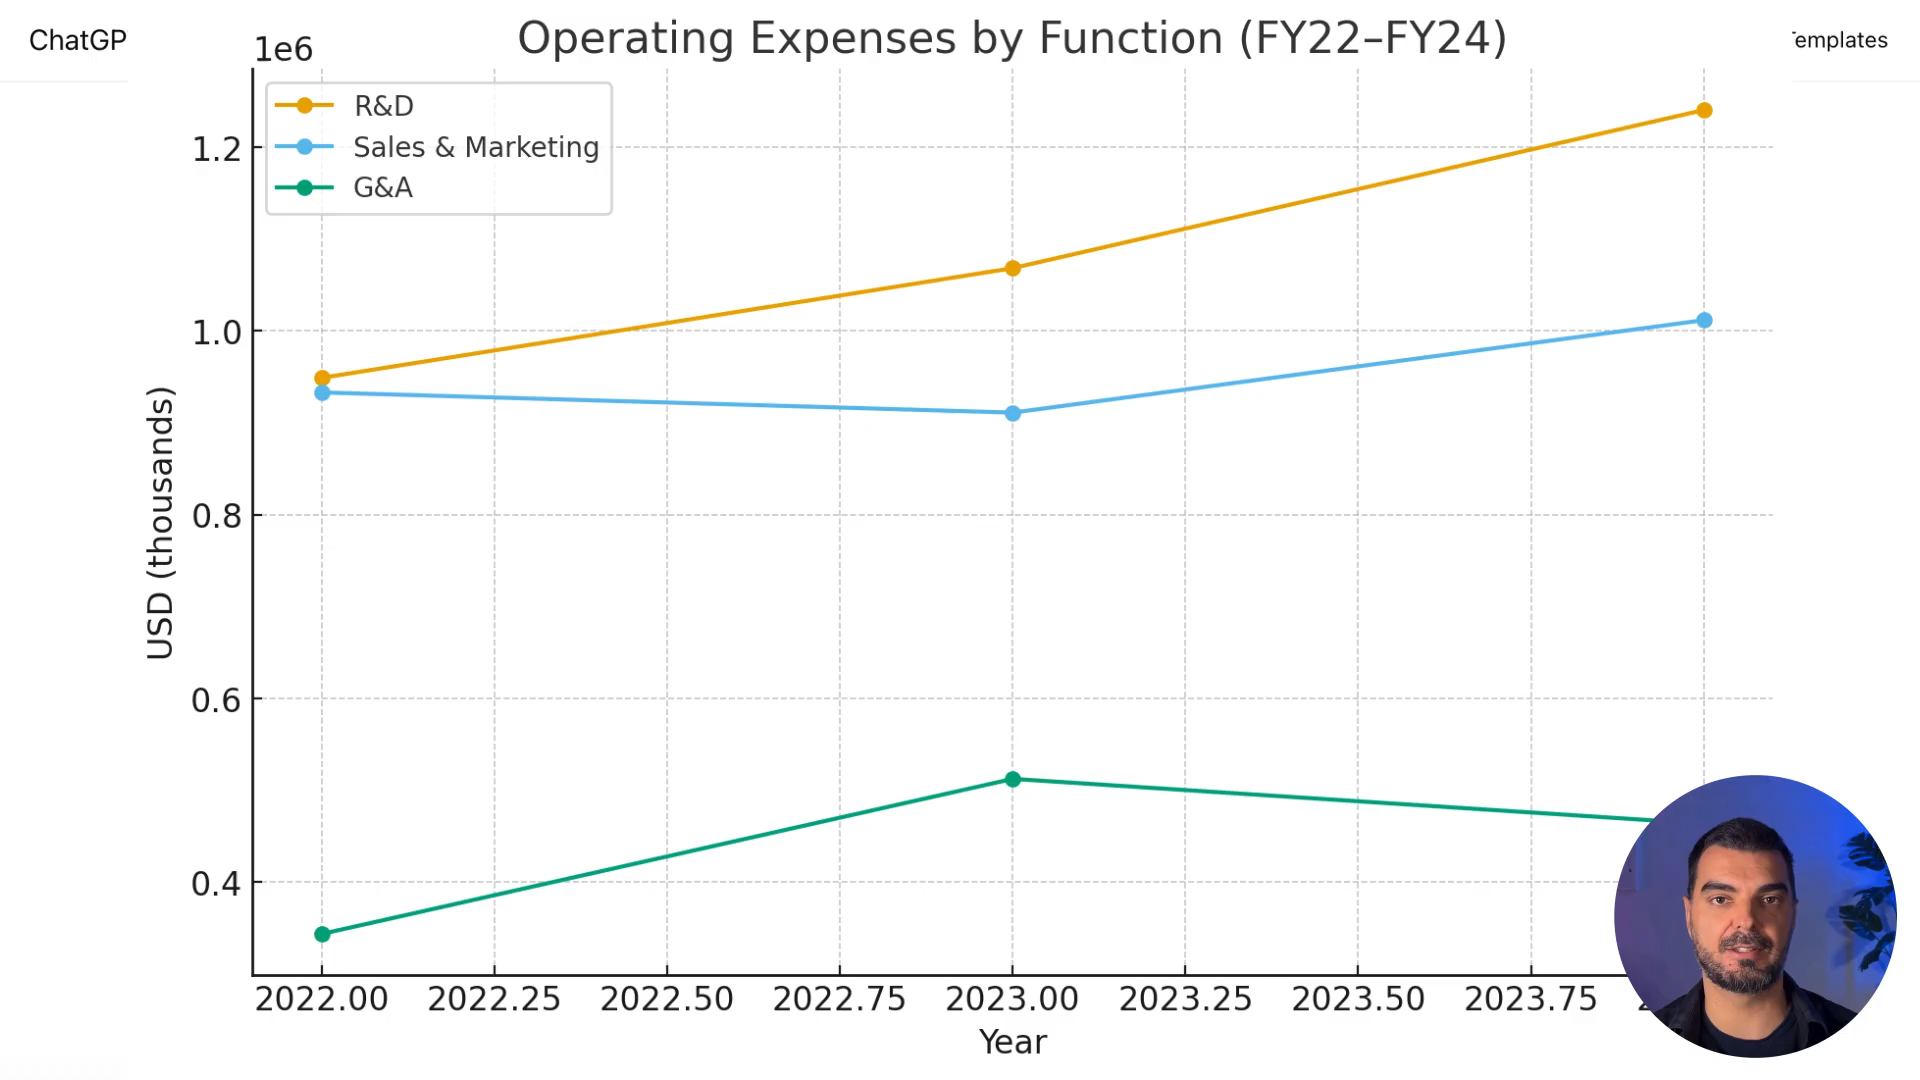 ChatGP
Operating Expenses by Function (FY22–FY24)
emplates
1e6
R&D
Sales & Marketing
G&A
1.2
1.0
0.8
0.6
0.4
USD (thousands)
2022.00 2022.25 2022.50 2022.75 2023.00 2023.25 2023.50 2023.75
Year